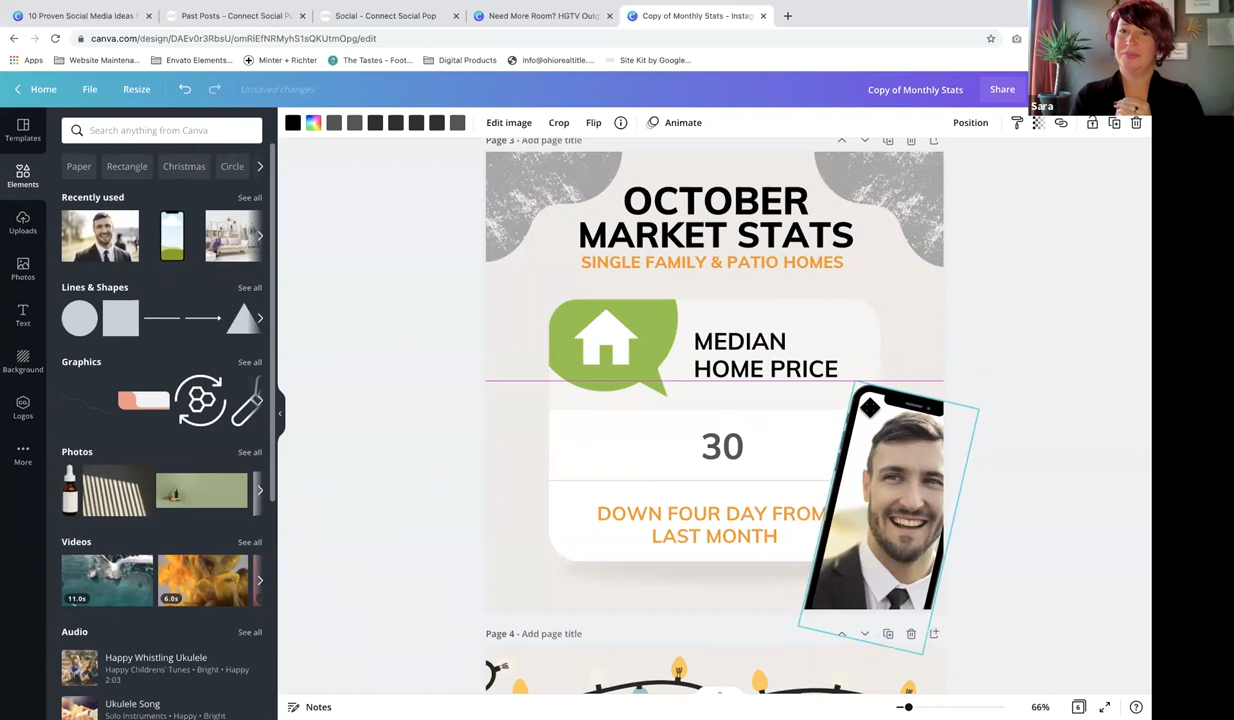 10 Proven Social Media Ideas
Past Posts - Connect Social P
Social - Connect Social Pop
Need More Room? HGTV Out
Copy of Monthly Stats - Insta
canva.com/design/DAEv0r3RbsU/omRiEfNRMyhS1sQKUtmOpg/edit
Apps
Website Maintena...
Envato Elements...
Minter + Richter
The Tastes - Foot...
Digital Products
info@ohiorealtitle....
Site Kit by Google...
Home
File
Resize
Unsaved changes
Copy of Monthly Stats
Share
Sara
Templates
Elements
Uploads
Photos
Text
Background
Logos
More
Search anything from Canva
Paper
Rectangle
Christmas
Circle
Recently used
See all
Lines & Shapes
See all
Graphics
See all
Photos
See all
Videos
See all
11.0s
6.0s
Audio
See all
Happy Whistling Ukulele
Happy Childrens' Tunes • Bright • Happy
2:03
Ukulele Song
Solo Instruments • Happy • Bright
Edit image
Crop
Flip
Animate
Position
Page 3 - Add page title
OCTOBER
MARKET STATS
SINGLE FAMILY & PATIO HOMES
MEDIAN
HOME PRICE
30
DOWN FOUR DAY FROM
LAST MONTH
Page 4 - Add page title
Notes
66%
6